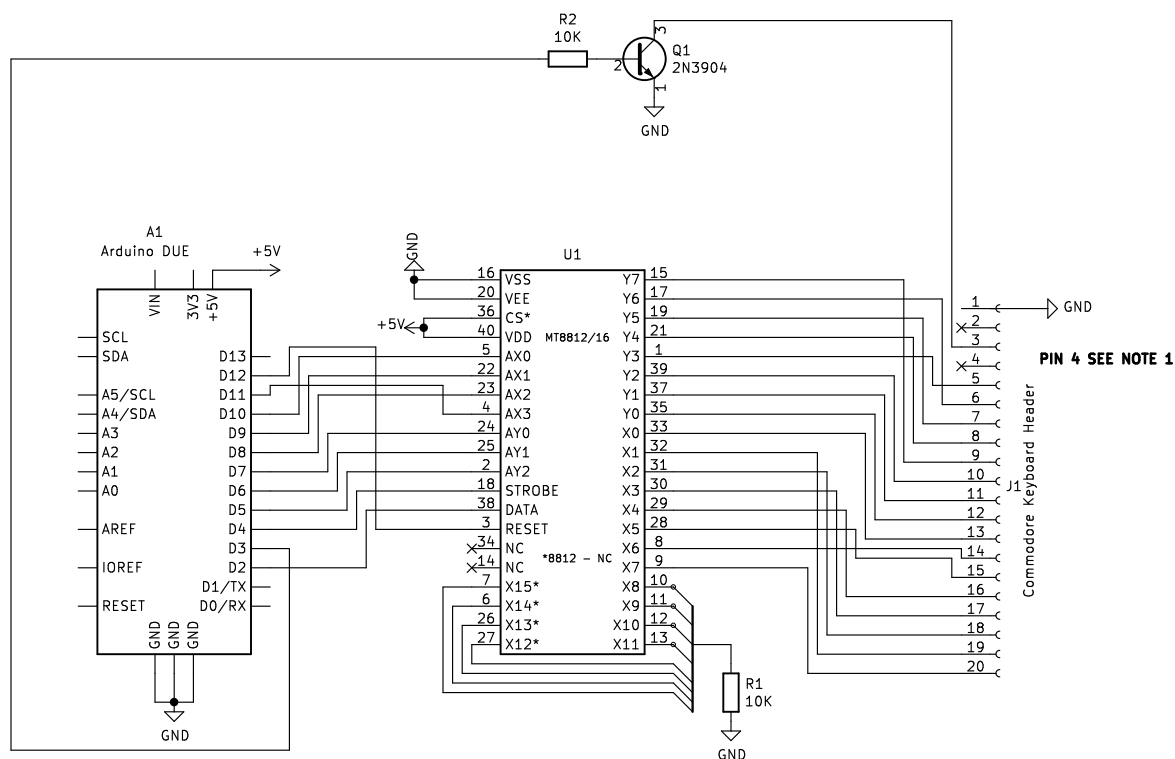 R2
10K
3
Q1
2N3904
2
1
GND
A1
Arduino DUE
+5V
VIN
3V3
+5V
SCL
SDA
A5/SCL
A4/SDA
A3
A2
A1
A0
AREF
IOREF
RESET
D13
D12
D11
D10
D9
D8
D7
D6
D5
D4
D3
D2
D1/TX
D0/RX
GND
GND
GND
GND
GND
+5V
U1
MT8812/16
*8812 - NC
16 VSS
20 VEE
36 CS*
40 VDD
5 AX0
22 AX1
23 AX2
4 AX3
24 AY0
25 AY1
2 AY2
18 STROBE
38 DATA
3 RESET
34 NC
14 NC
7 X15*
6 X14*
26 X13*
27 X12*
Y7 15
Y6 17
Y5 19
Y4 21
Y3 1
Y2 39
Y1 37
Y0 35
X0 33
X1 32
X2 31
X3 30
X4 29
X5 28
X6 8
X7 9
X8 10
X9 11
X10 12
X11 13
R1
10K
GND
1
GND
2
3
4
PIN 4 SEE NOTE 1
5
6
7
8
9
10
11
12
13
14
15
16
17
18
19
20
J1
Commodore Keyboard Header